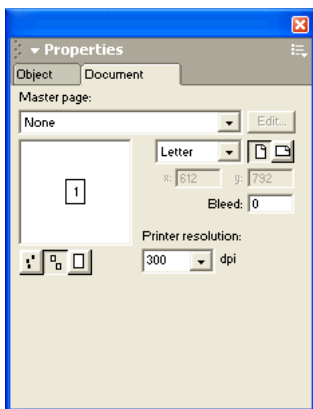 Properties
Object Document
Master page:
None Edit...
Letter
x: 612 y: 792
1
Bleed: 0
Printer resolution:
300 dpi